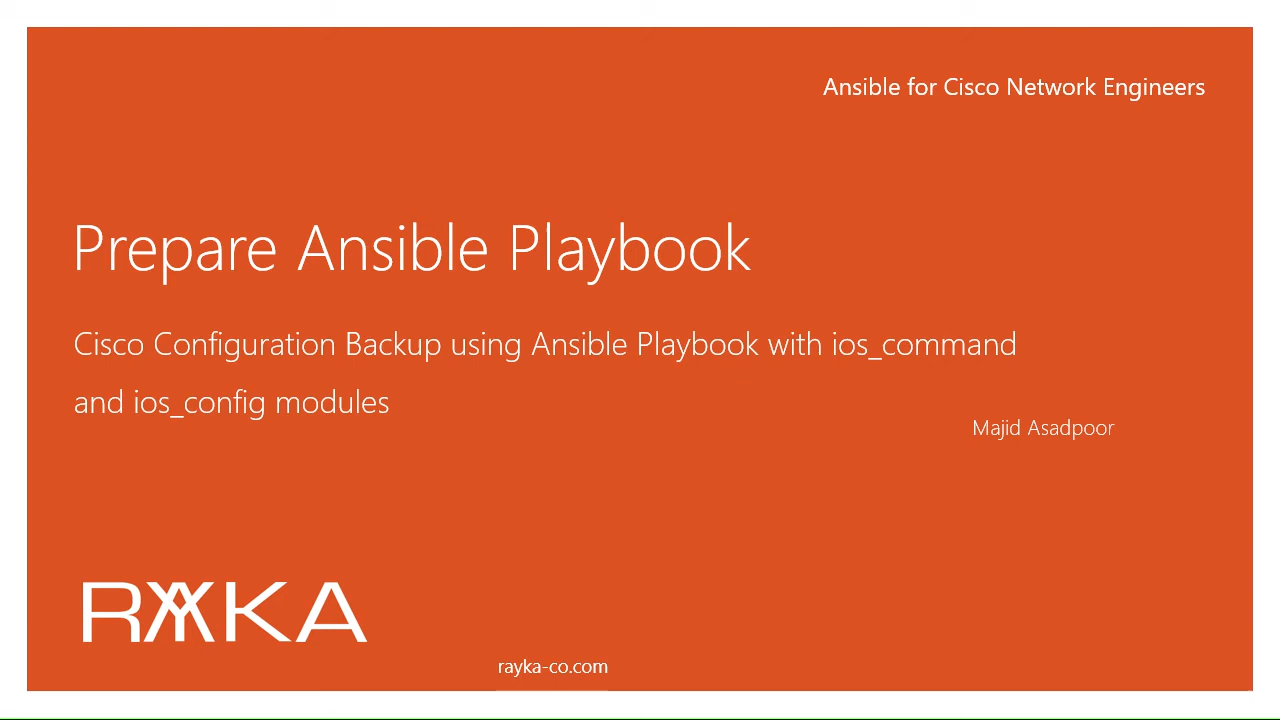 Ansible for Cisco Network Engineers
Prepare Ansible Playbook
Cisco Configuration Backup using Ansible Playbook with ios_command
and ios_config modules
Majid Asadpoor
RAYKA
rayka-co.com